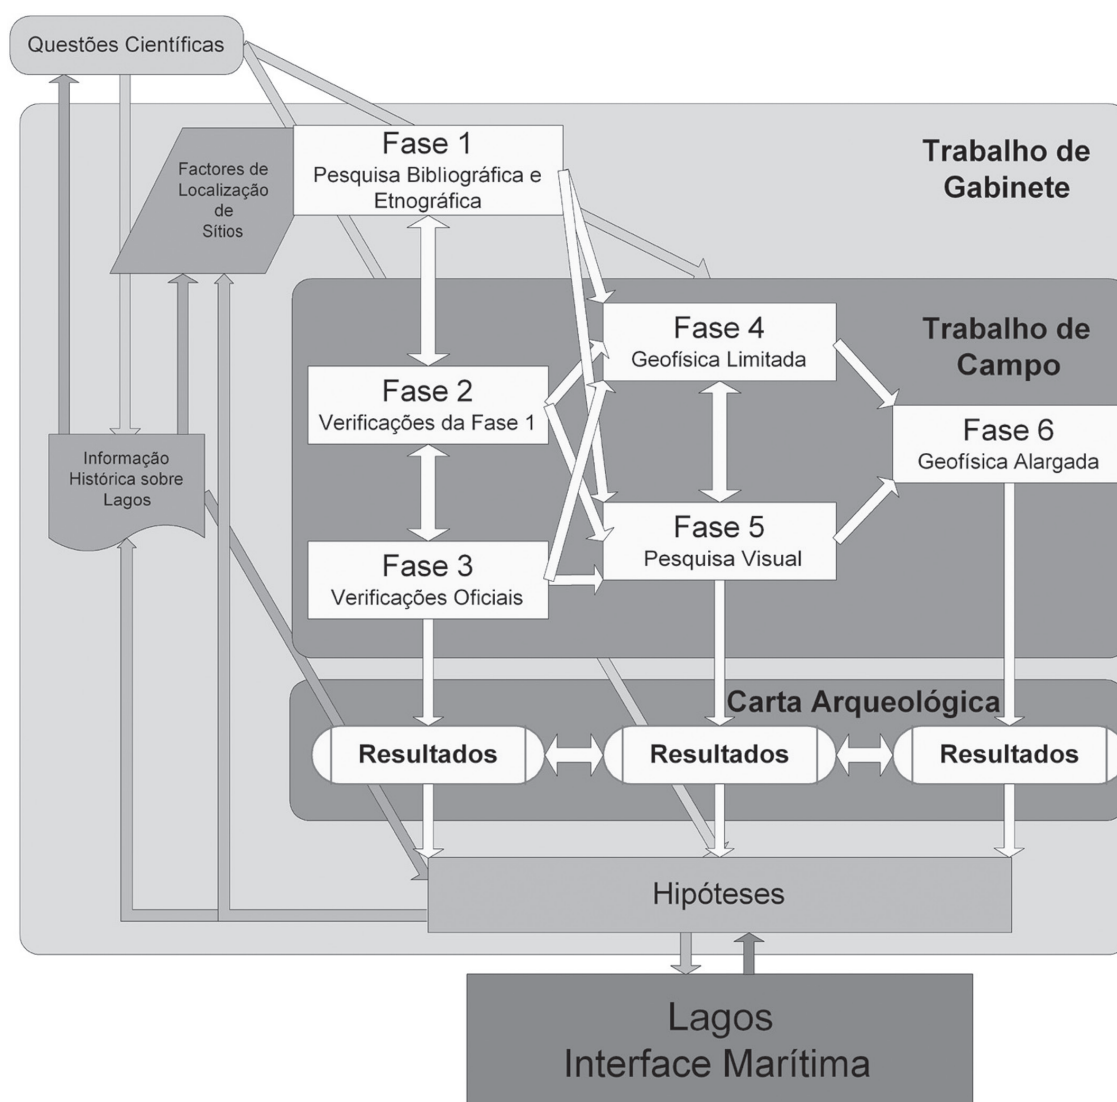 Questões Científicas
Fase 1
Pesquisa Bibliográfica e
Etnográfica
Factores de
Localização
de
Sítios
Trabalho de
Gabinete
Fase 4
Geofísica Limitada
Trabalho de
Campo
Fase 2
Verificações da Fase 1
Fase 6
Geofísica Alargada
Informação
Histórica sobre
Lagos
Fase 5
Pesquisa Visual
Fase 3
Verificações Oficiais
Carta Arqueológica
Resultados
Resultados
Resultados
Hipóteses
Lagos
Interface Marítima